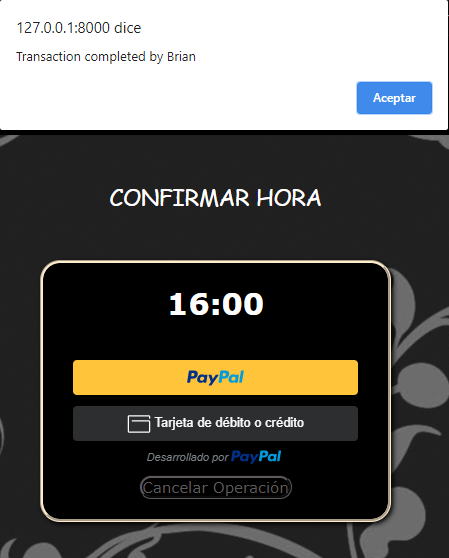 127.0.0.1:8000 dice
Transaction completed by Brian
Aceptar
CONFIRMAR HORA
16:00
PayPal
Tarjeta de débito o crédito
Desarrollado por PayPal
Cancelar Operación